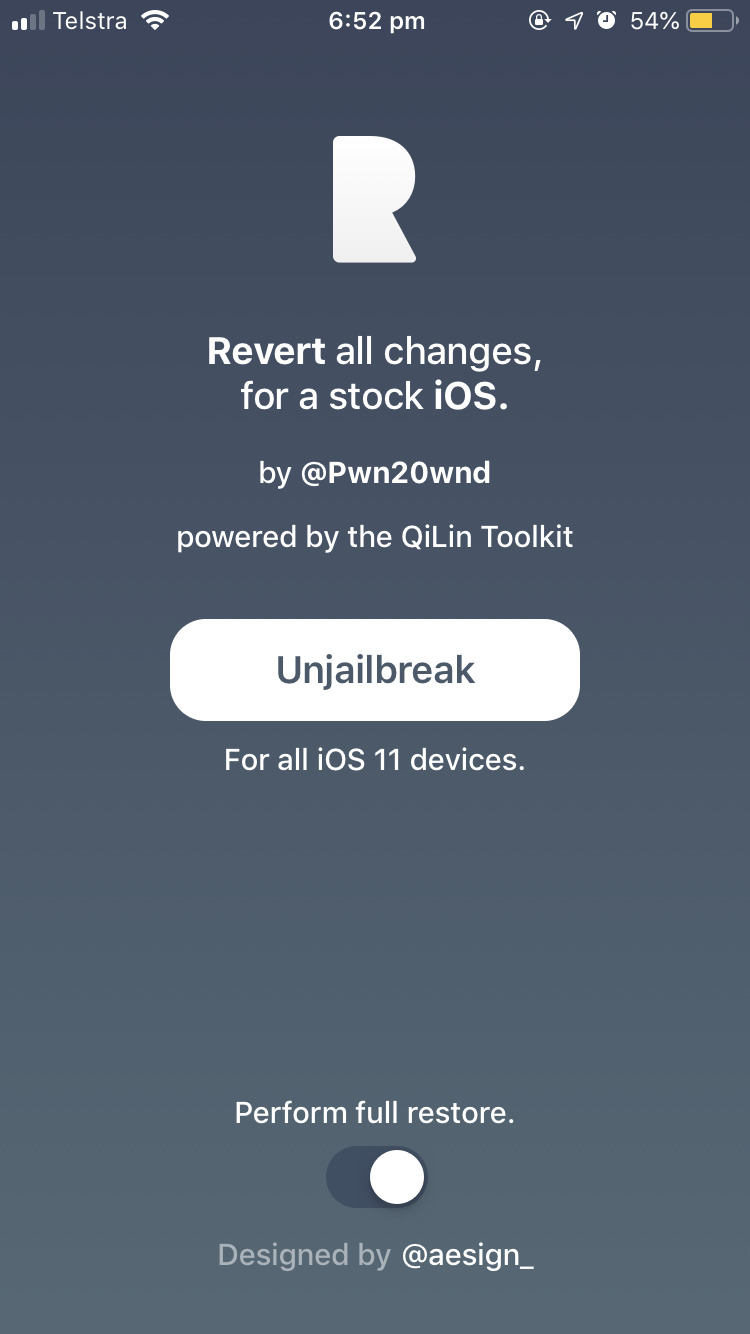 Telstra 6:52 pm 54%
R
Revert all changes,
for a stock iOS.
by @Pwn20wnd
powered by the QiLin Toolkit
Unjailbreak
For all iOS 11 devices.
Perform full restore.
Designed by @aesign_